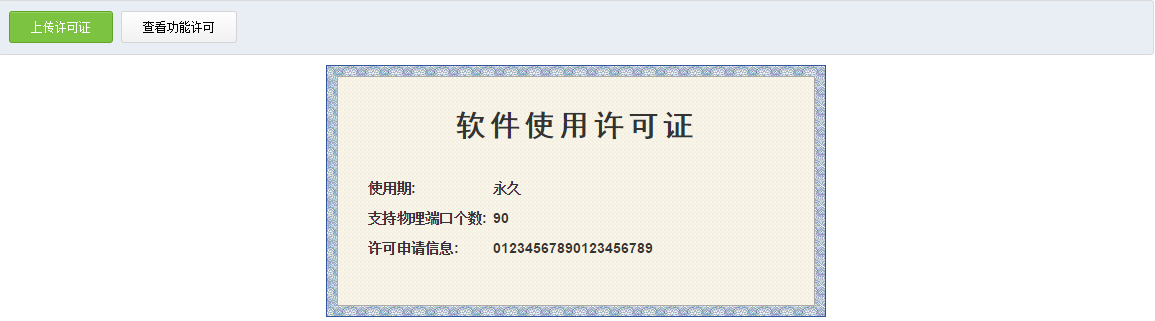 上传许可证 查看功能许可
软件使用许可证
使用期: 永久
支持物理端口个数: 90
许可申请信息: 01234567890123456789